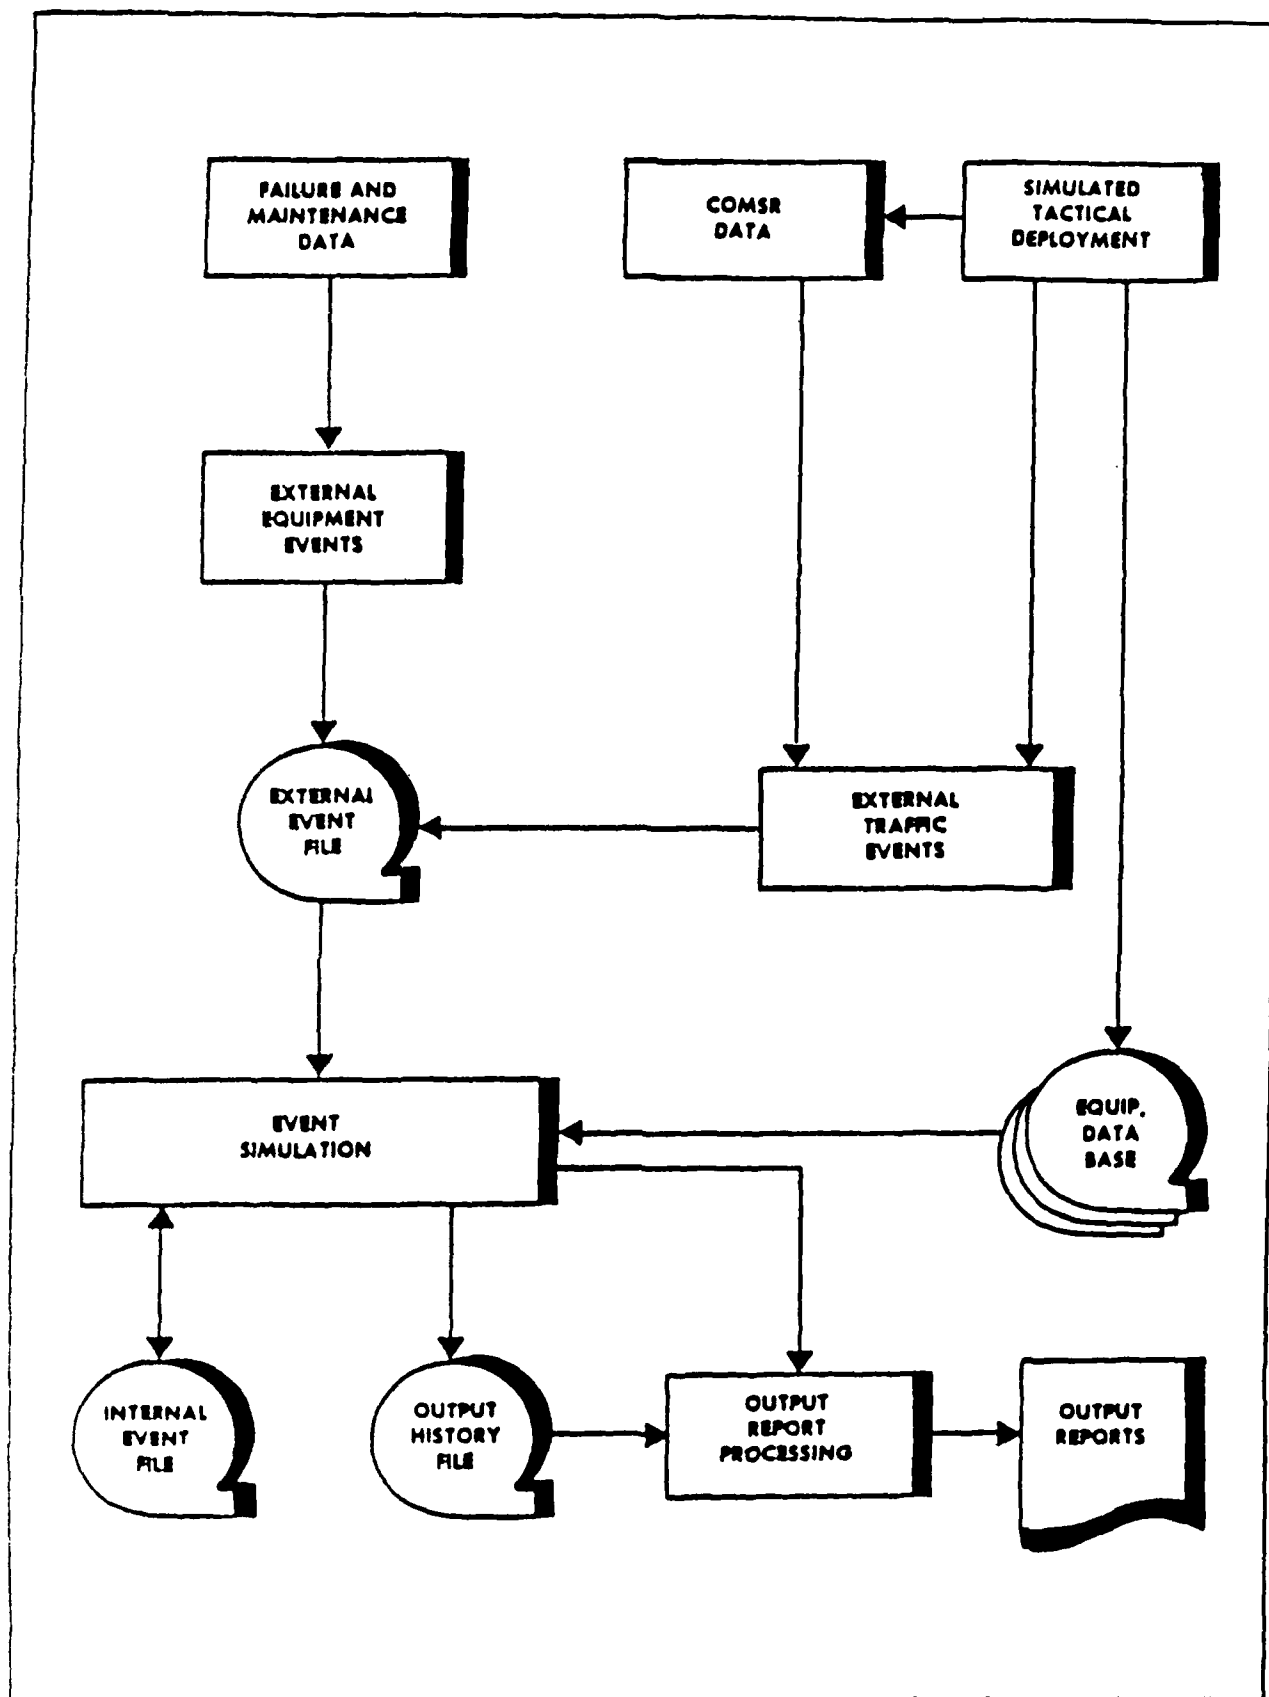 FAILURE AND
MAINTENANCE
DATA
COMSR
DATA
SIMULATED
TACTICAL
DEPLOYMENT
EXTERNAL
EQUIPMENT
EVENTS
EXTERNAL
EVENT
FILE
EXTERNAL
TRAFFIC
EVENTS
EVENT
SIMULATION
EQUIP.
DATA
BASE
INTERNAL
EVENT
FILE
OUTPUT
HISTORY
FILE
OUTPUT
REPORT
PROCESSING
OUTPUT
REPORTS